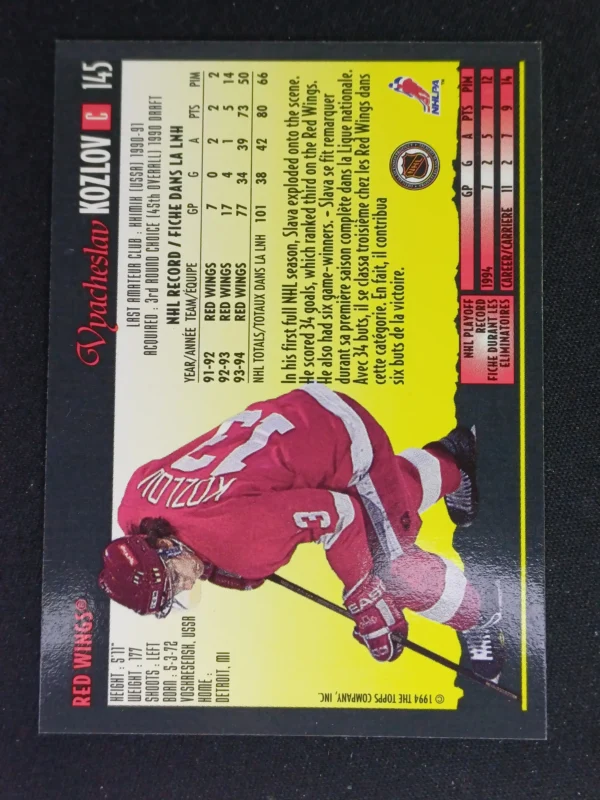 RED WINGS®
Vyacheslav KOZLOV C 145
HEIGHT : 5'11"
WEIGHT : 177
SHOOTS : LEFT
BORN : 5-3-72
VOSKRESENSK, USSR
HOME :
DETROIT, MI
LAST AMATEUR CLUB : KHIMIK (USSR) 1990-91
ACQUIRED : 3rd ROUND CHOICE (45th OVERALL) 1990 DRAFT
NHL RECORD / FICHE DANS LA LNH
YEAR/ANNÉE TEAM/ÉQUIPE GP G A PTS PIM
91-92 RED WINGS 7 0 2 2 2
92-93 RED WINGS 17 4 1 5 14
93-94 RED WINGS 77 34 39 73 50
NHL TOTALS/TOTAUX DANS LA LNH 101 38 42 80 66
In his first full NHL season, Slava exploded onto the scene.
He scored 34 goals, which ranked third on the Red Wings.
He also had six game-winners. – Slava se fit remarquer
durant sa première saison complète dans la Ligue nationale.
Avec 34 buts, il se classa troisième chez les Red Wings dans
cette catégorie. En fait, il contribua
six buts de la victoire.
KOZLOV
13
3
NHLPA
NHL PLAYOFF RECORD
FICHE DURANT LES
ELIMINATOIRES
GP G A PTS PIM
1994 7 2 5 7 12
CAREER/CARRIÈRE 11 2 7 9 14
© 1994 THE TOPPS COMPANY, INC.